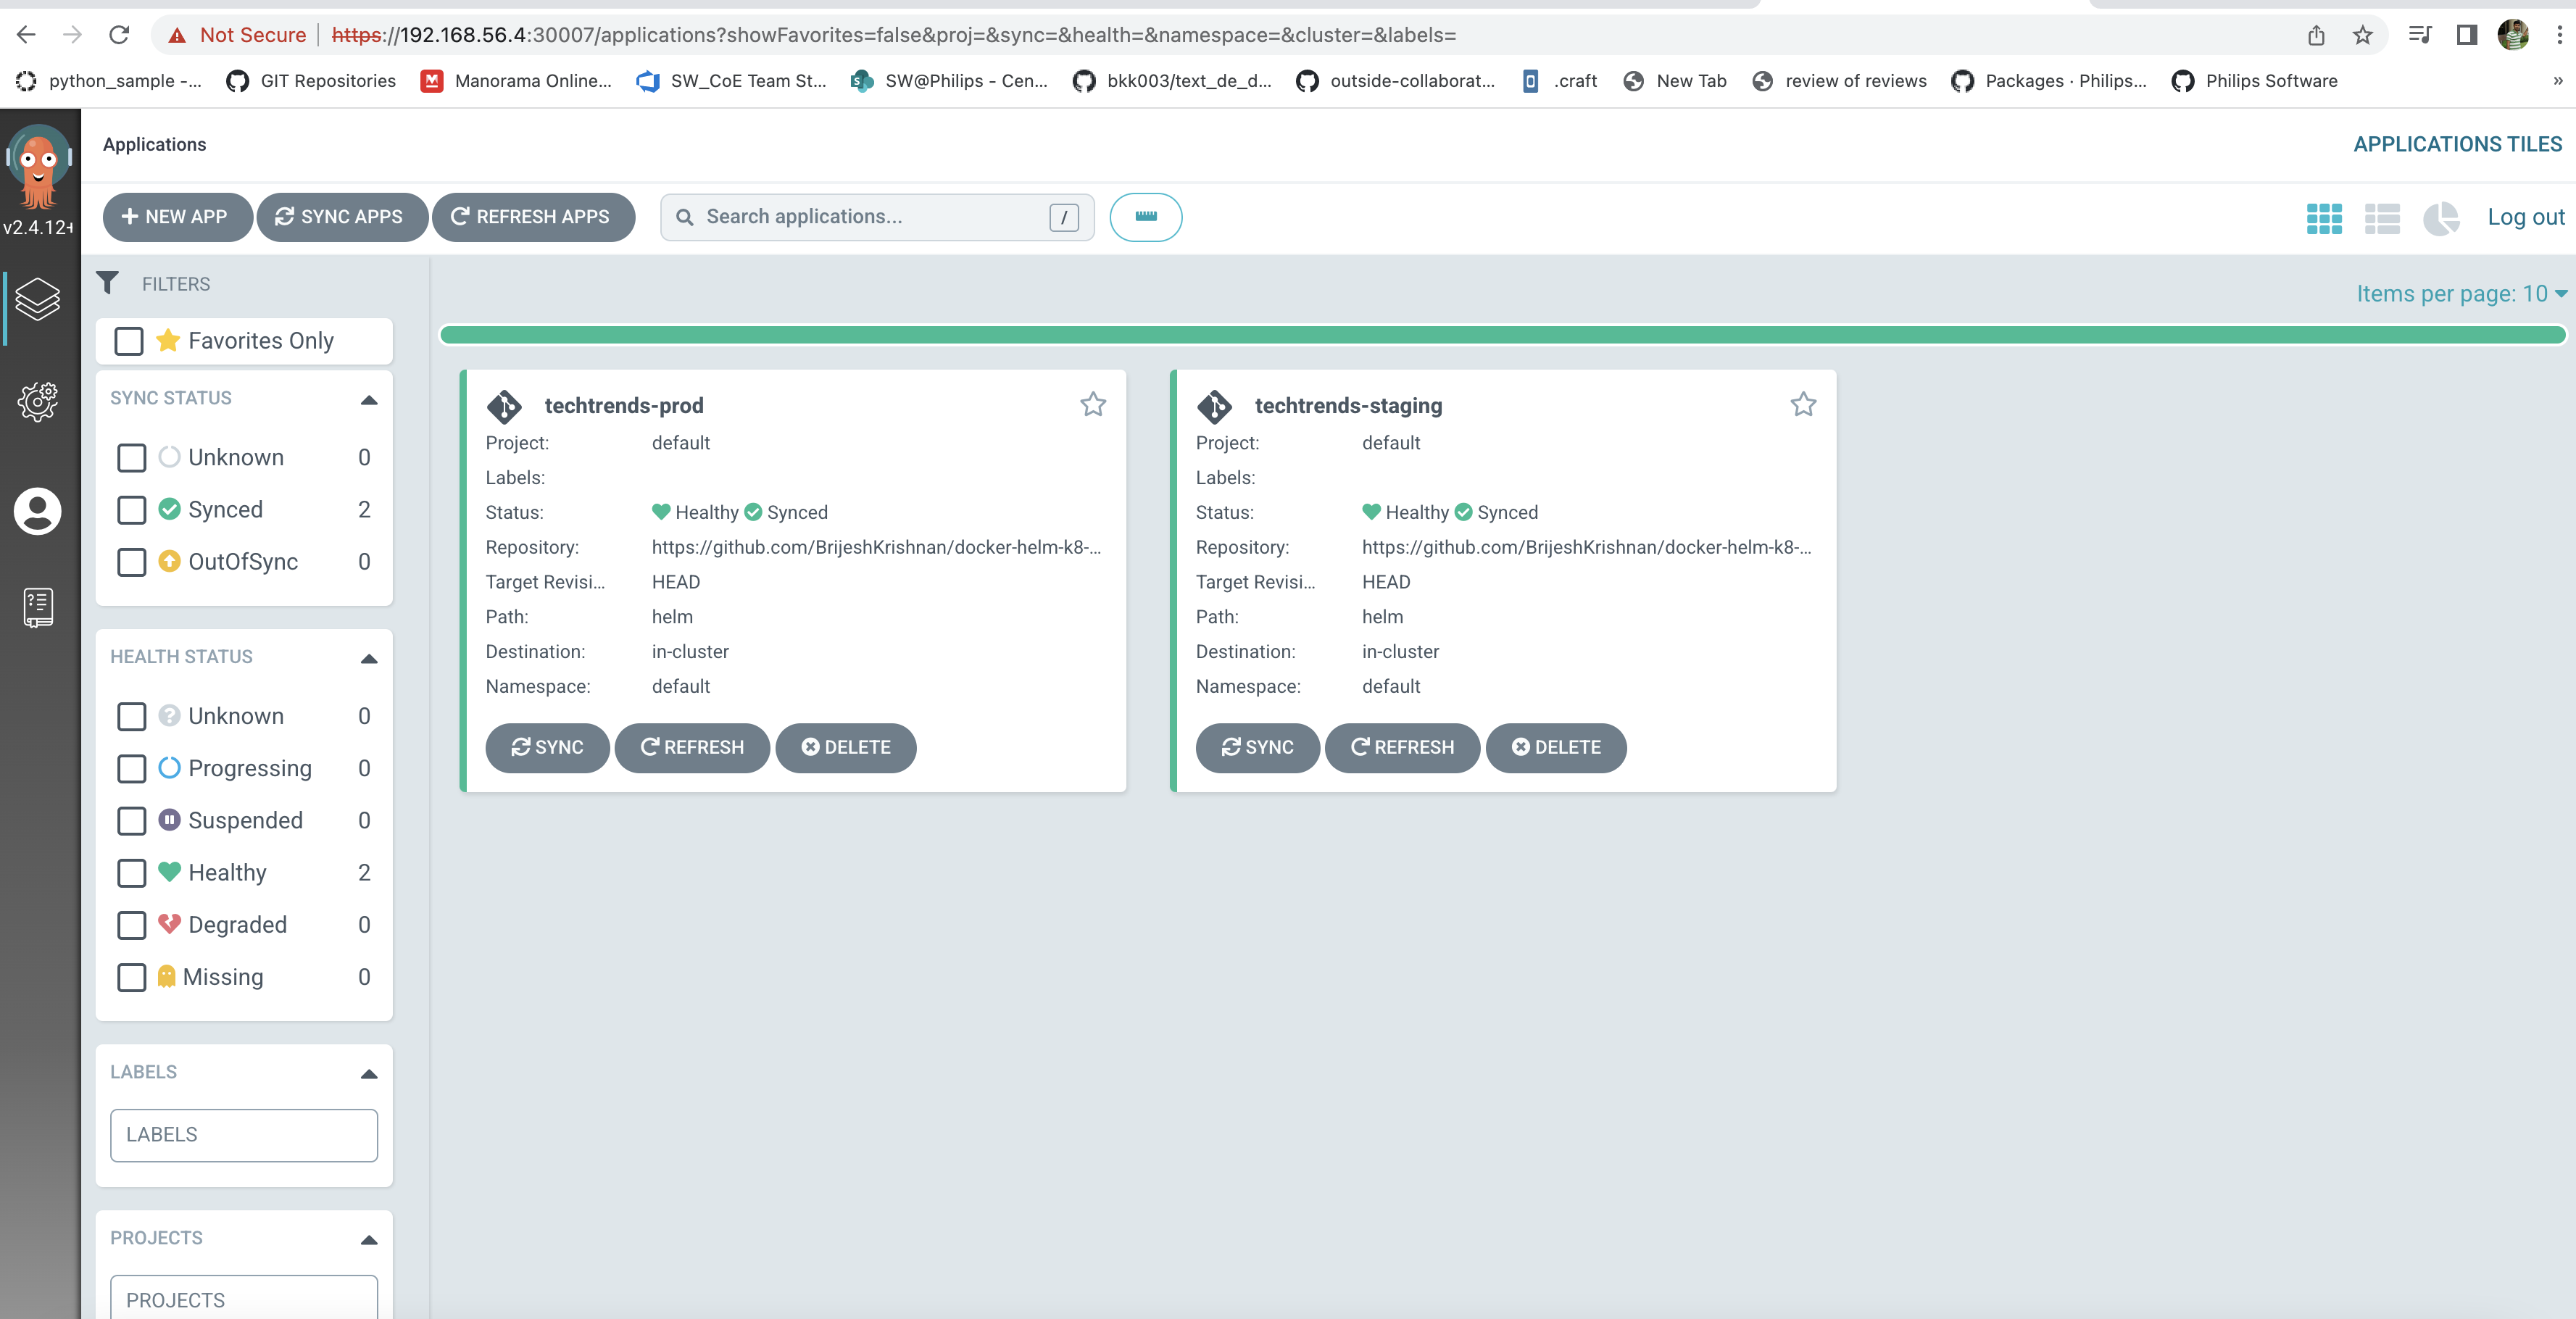 Not Secure https://192.168.56.4:30007/applications?showFavorites=false&proj=&sync=&health=&namespace=&cluster=&labels=
python_sample -... GIT Repositories Manorama Online... SW_CoE Team St... SW@Philips - Cen... bkk003/text_de_d... outside-collaborat... .craft New Tab review of reviews Packages · Philips... Philips Software »
Applications APPLICATIONS TILES
v2.4.12+
NEW APP SYNC APPS REFRESH APPS Search applications... / Log out
FILTERS
Items per page: 10
Favorites Only
SYNC STATUS
Unknown 0
Synced 2
OutOfSync 0
HEALTH STATUS
Unknown 0
Progressing 0
Suspended 0
Healthy 2
Degraded 0
Missing 0
LABELS
LABELS
PROJECTS
PROJECTS
techtrends-prod
Project: default
Labels:
Status: Healthy Synced
Repository: https://github.com/BrijeshKrishnan/docker-helm-k8-...
Target Revisi... HEAD
Path: helm
Destination: in-cluster
Namespace: default
SYNC REFRESH DELETE
techtrends-staging
Project: default
Labels:
Status: Healthy Synced
Repository: https://github.com/BrijeshKrishnan/docker-helm-k8-...
Target Revisi... HEAD
Path: helm
Destination: in-cluster
Namespace: default
SYNC REFRESH DELETE